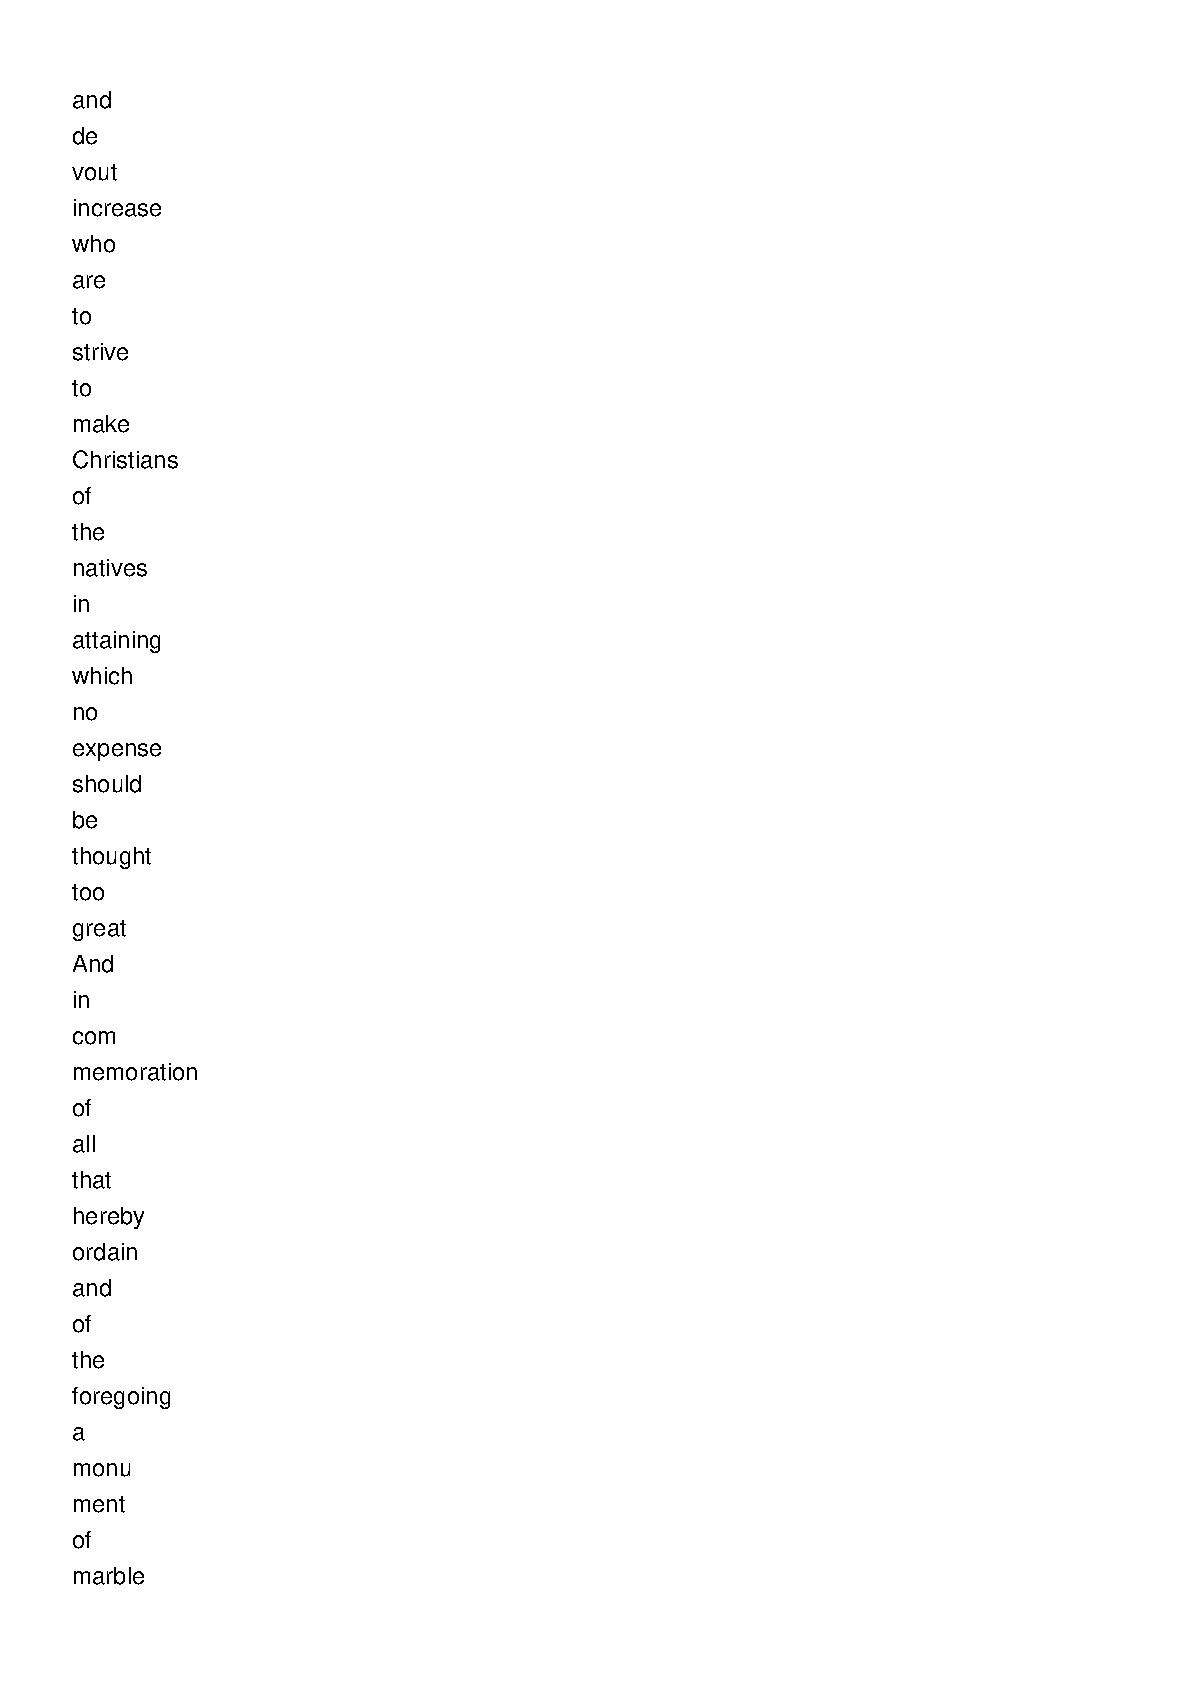 and
de
vout
increase
who
are
to
strive
to
make
Christians
of
the
natives
in
attaining
which
no
expense
should
be
thought
too
great
And
in
com
memoration
of
all
that
hereby
ordain
and
of
the
foregoing
a
monu
ment
of
marble